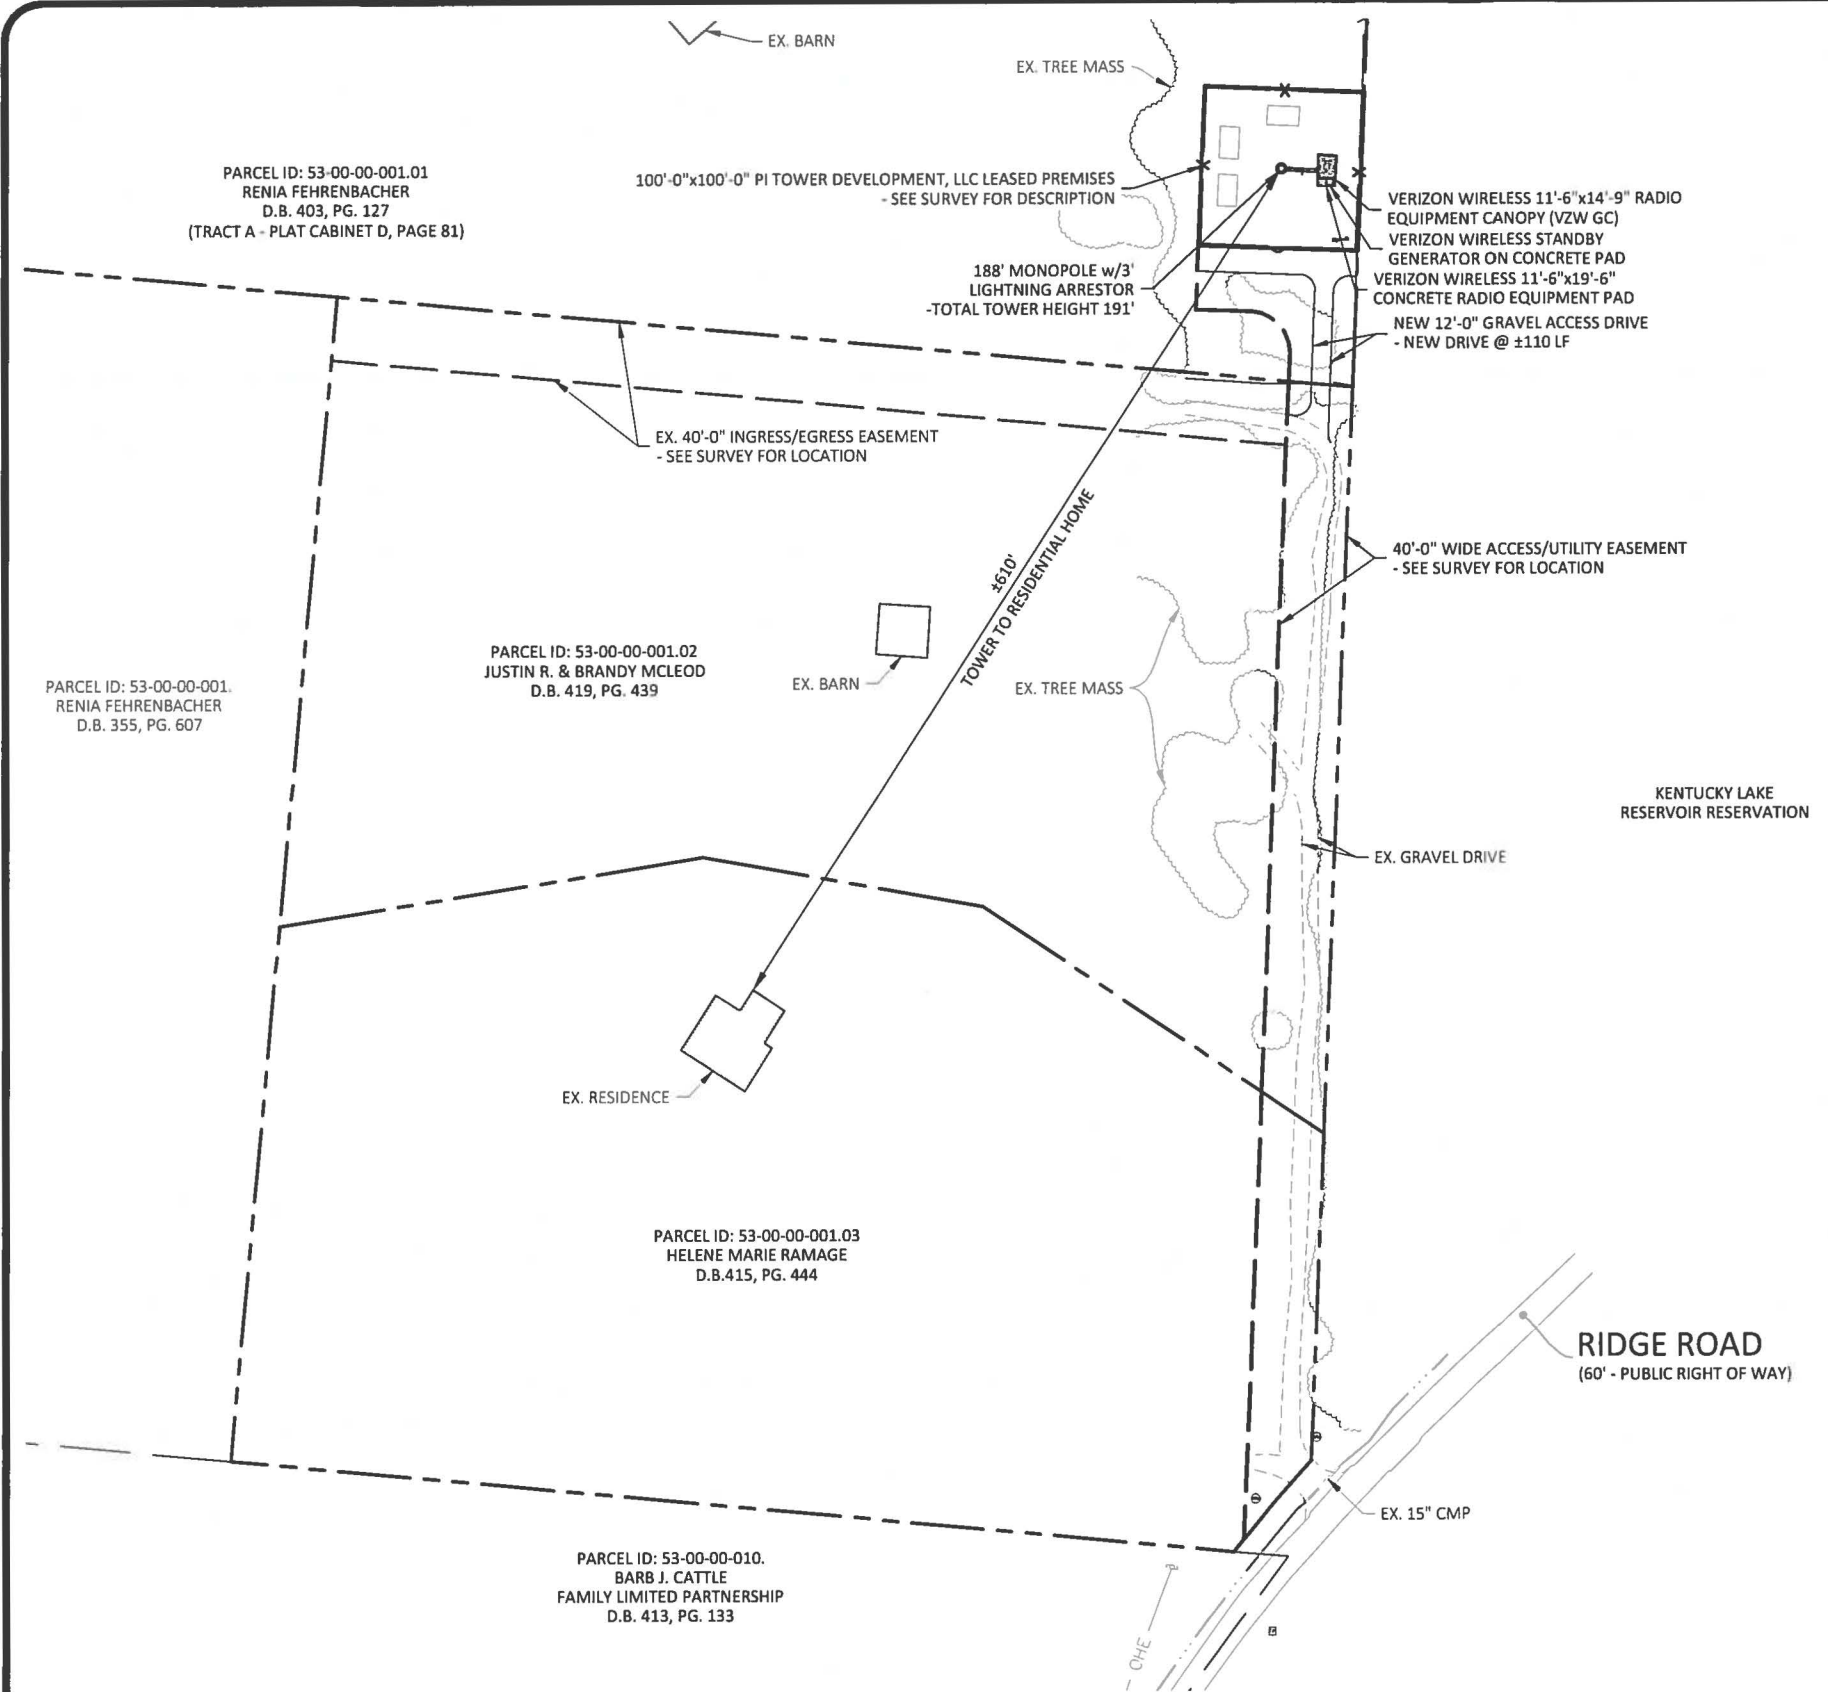 EX. BARN
EX. TREE MASS
PARCEL ID: 53-00-00-001.01
RENIA FEHRENBACHER
D.B. 403, PG. 127
(TRACT A - PLAT CABINET D, PAGE 81)
100'-0"x100'-0" PI TOWER DEVELOPMENT, LLC LEASED PREMISES
- SEE SURVEY FOR DESCRIPTION
VERIZON WIRELESS 11'-6"x14'-9" RADIO
EQUIPMENT CANOPY (VZW GC)
VERIZON WIRELESS STANDBY
GENERATOR ON CONCRETE PAD
VERIZON WIRELESS 11'-6"x19'-6"
CONCRETE RADIO EQUIPMENT PAD
188' MONOPOLE w/3'
LIGHTNING ARRESTOR
-TOTAL TOWER HEIGHT 191'
NEW 12'-0" GRAVEL ACCESS DRIVE
- NEW DRIVE @ ±110 LF
EX. 40'-0" INGRESS/EGRESS EASEMENT
- SEE SURVEY FOR LOCATION
±610'
TOWER TO RESIDENTIAL HOME
40'-0" WIDE ACCESS/UTILITY EASEMENT
- SEE SURVEY FOR LOCATION
PARCEL ID: 53-00-00-001.02
JUSTIN R. & BRANDY MCLEOD
D.B. 419, PG. 439
EX. BARN
EX. TREE MASS
PARCEL ID: 53-00-00-001.
RENIA FEHRENBACHER
D.B. 355, PG. 607
KENTUCKY LAKE
RESERVOIR RESERVATION
EX. GRAVEL DRIVE
EX. RESIDENCE
PARCEL ID: 53-00-00-001.03
HELENE MARIE RAMAGE
D.B.415, PG. 444
RIDGE ROAD
(60' - PUBLIC RIGHT OF WAY)
EX. 15" CMP
PARCEL ID: 53-00-00-010.
BARB J. CATTLE
FAMILY LIMITED PARTNERSHIP
D.B. 413, PG. 133
OHE